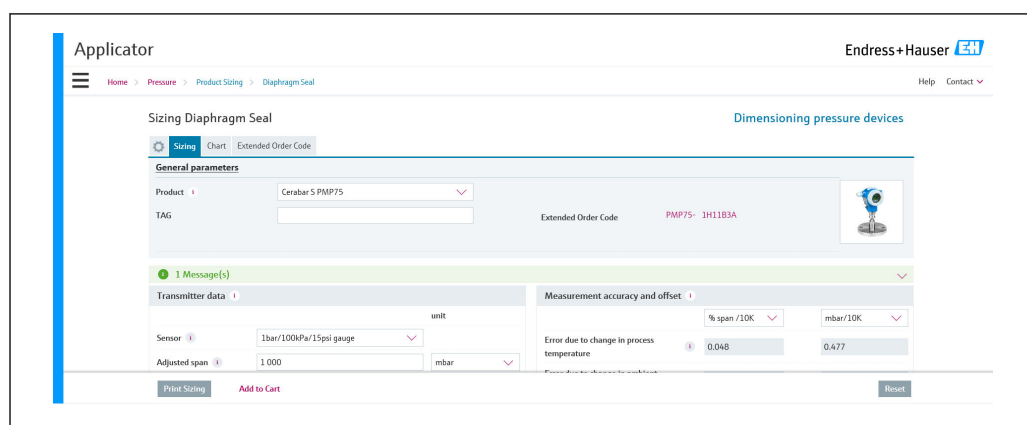 Applicator
Endress+Hauser EH
Home > Pressure > Product Sizing > Diaphragm Seal
Help Contact
Sizing Diaphragm Seal
Dimensioning pressure devices
Sizing Chart Extended Order Code
General parameters
Product i Cerabar S PMP75
TAG
Extended Order Code PMP75- 1H11B3A
i 1 Message(s)
Transmitter data i
Measurement accuracy and offset i
unit
% span /10K mbar/10K
Sensor i 1bar/100kPa/15psi gauge
Error due to change in process temperature i 0.048 0.477
Adjusted span i 1 000 mbar
Print Sizing Add to Cart Reset